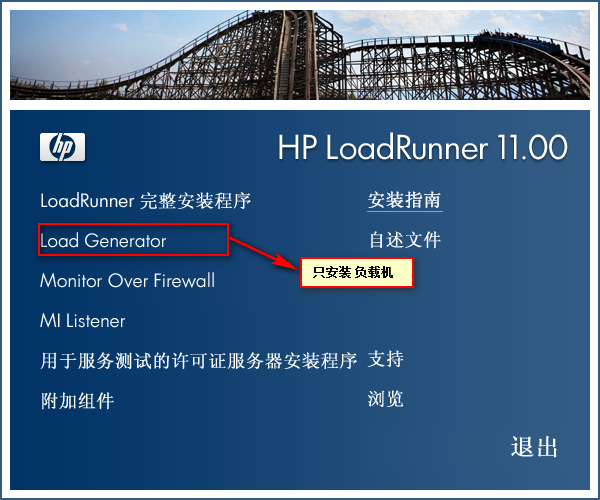 hp
HP LoadRunner 11.00
LoadRunner 完整安装程序
安装指南
Load Generator
自述文件
只安装 负载机
Monitor Over Firewall
MI Listener
用于服务测试的许可证服务器安装程序
支持
附加组件
浏览
退出